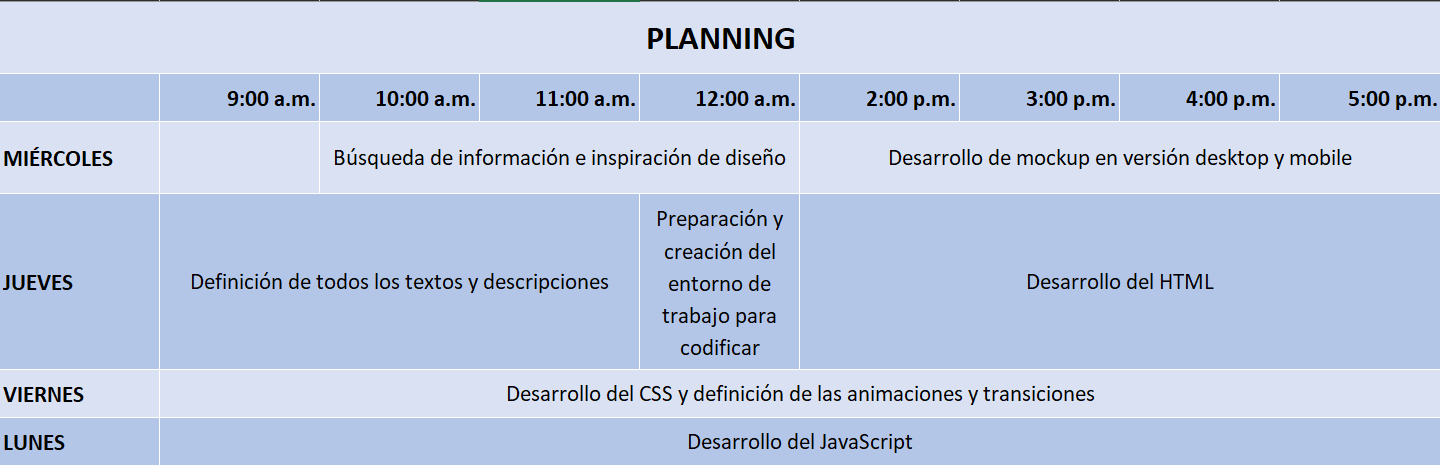 PLANNING
9:00 a.m. 10:00 a.m. 11:00 a.m. 12:00 a.m. 2:00 p.m. 3:00 p.m. 4:00 p.m. 5:00 p.m.
MIÉRCOLES Búsqueda de información e inspiración de diseño Desarrollo de mockup en versión desktop y mobile
JUEVES Definición de todos los textos y descripciones
Preparación y
creación del
entorno de
trabajo para
codificar
Desarrollo del HTML
VIERNES Desarrollo del CSS y definición de las animaciones y transiciones
LUNES Desarrollo del JavaScript